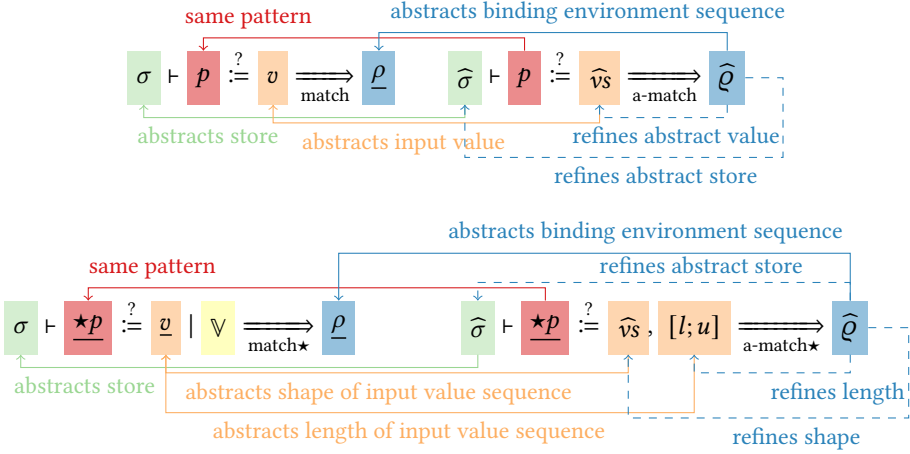 same pattern
abstracts binding environment sequence
σ ⊢ p :=? v ⟹match ρ
σ̂ ⊢ p :=? v̂s ⟹a-match ϱ̂
abstracts store
abstracts input value
refines abstract value
refines abstract store
abstracts binding environment sequence
same pattern
refines abstract store
σ ⊢ ⋆p :=? v | 𝕍 ⟹match⋆ ρ
σ̂ ⊢ ⋆p :=? v̂s, [l; u] ⟹a-match⋆ ϱ̂
abstracts store
abstracts shape of input value sequence
refines length
abstracts length of input value sequence
refines shape